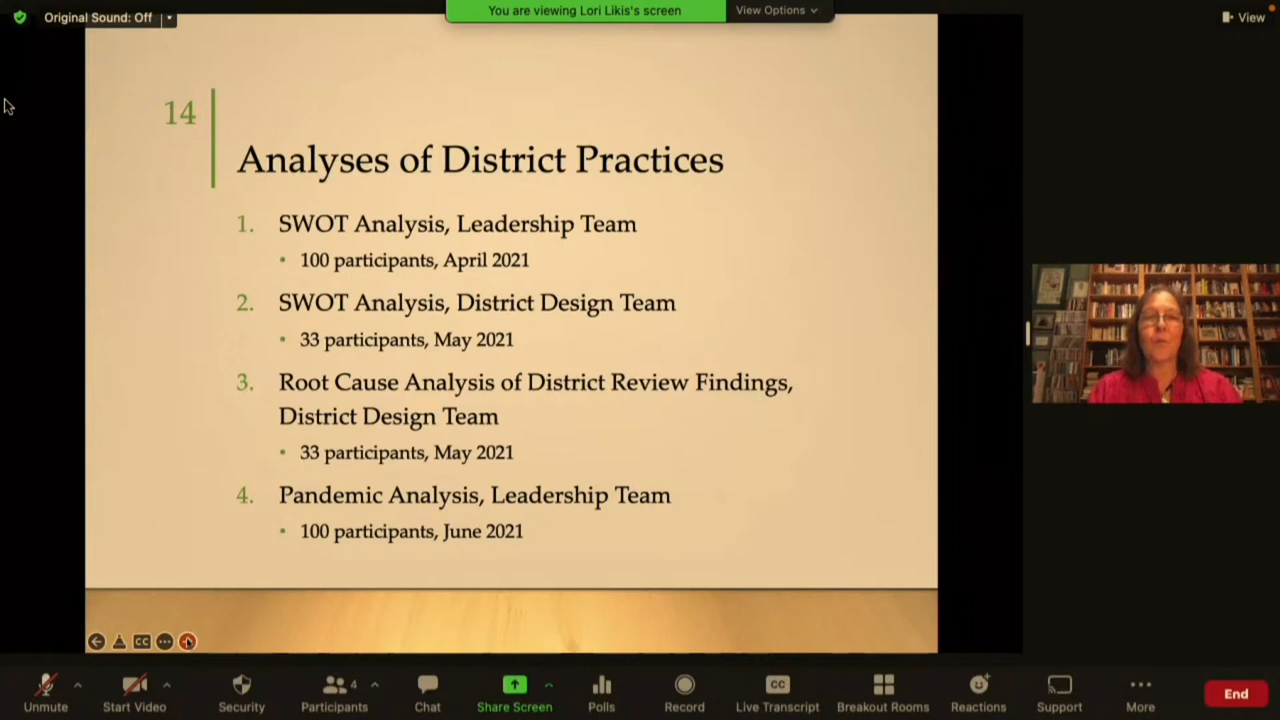 Original Sound: Off
You are viewing Lori Likis's screen
View Options
View
14
Analyses of District Practices
1. SWOT Analysis, Leadership Team
• 100 participants, April 2021
2. SWOT Analysis, District Design Team
• 33 participants, May 2021
3. Root Cause Analysis of District Review Findings,
District Design Team
• 33 participants, May 2021
4. Pandemic Analysis, Leadership Team
• 100 participants, June 2021
CC
4
CC
Unmute
Start Video
Security
Participants
Chat
Share Screen
Polls
Record
Live Transcript
Breakout Rooms
Reactions
Support
More
End